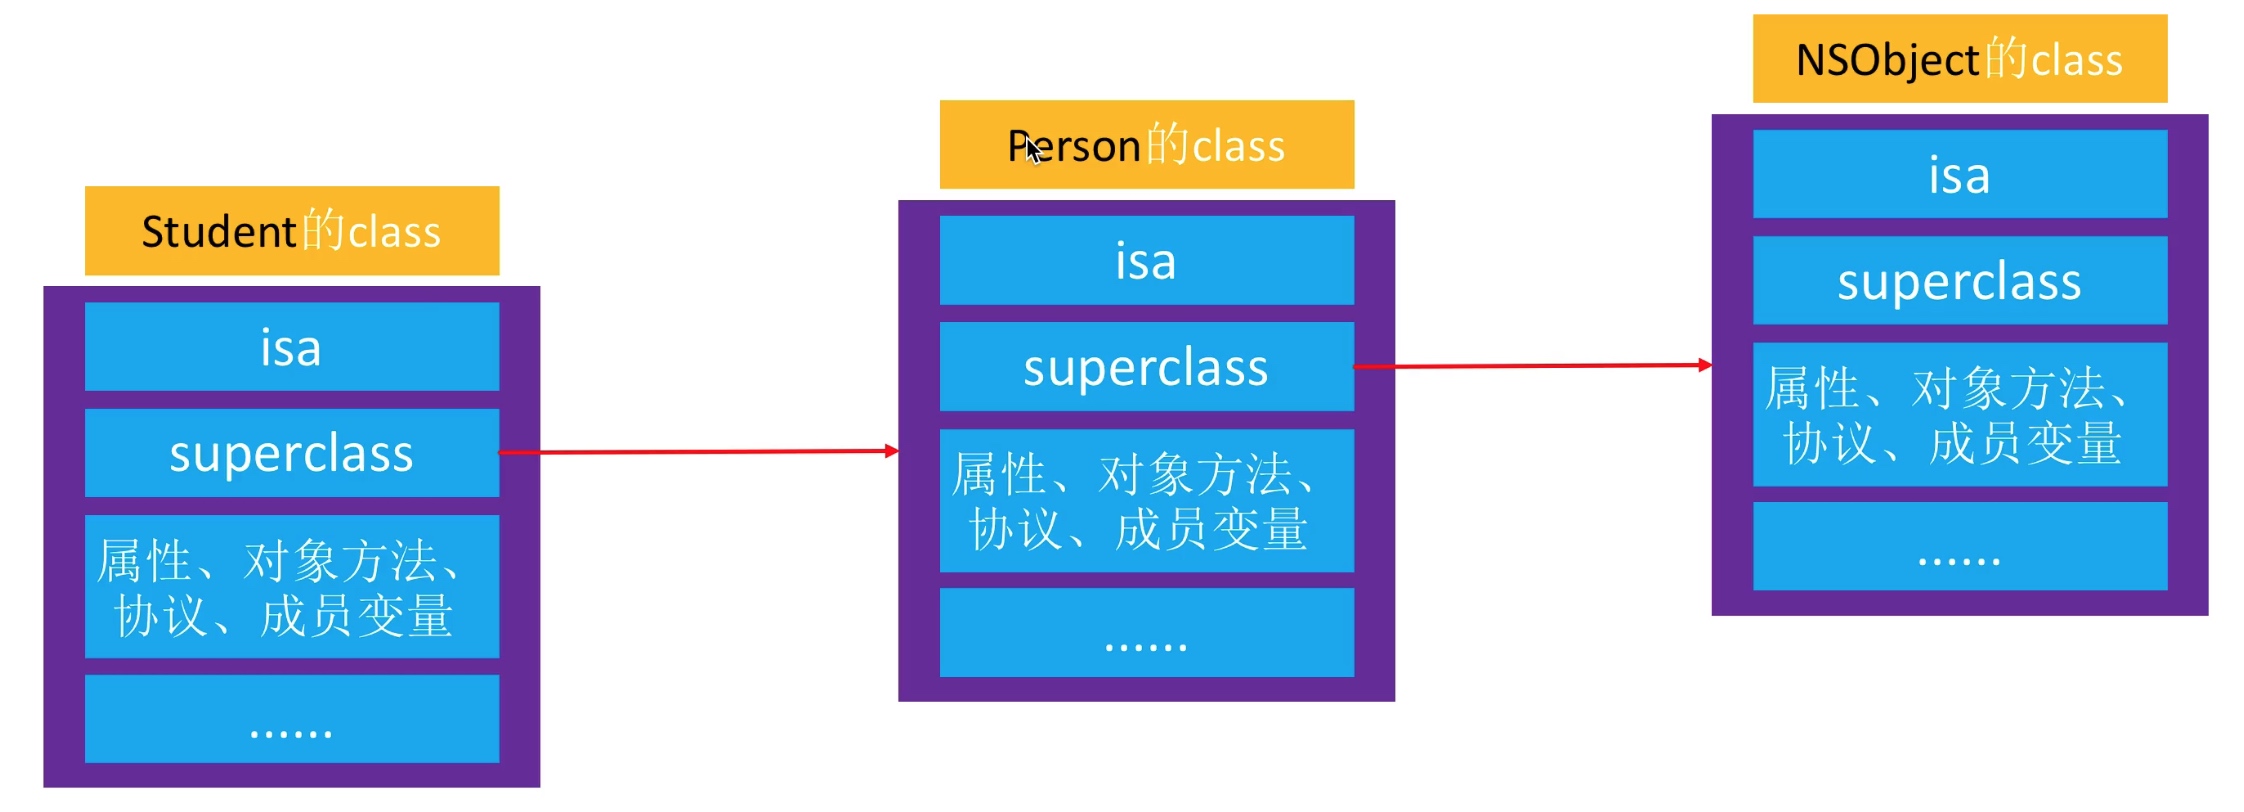 Student的class
isa
superclass
属性、对象方法、
协议、成员变量
......
Person的class
isa
superclass
属性、对象方法、
协议、成员变量
......
NSObject的class
isa
superclass
属性、对象方法、
协议、成员变量
......